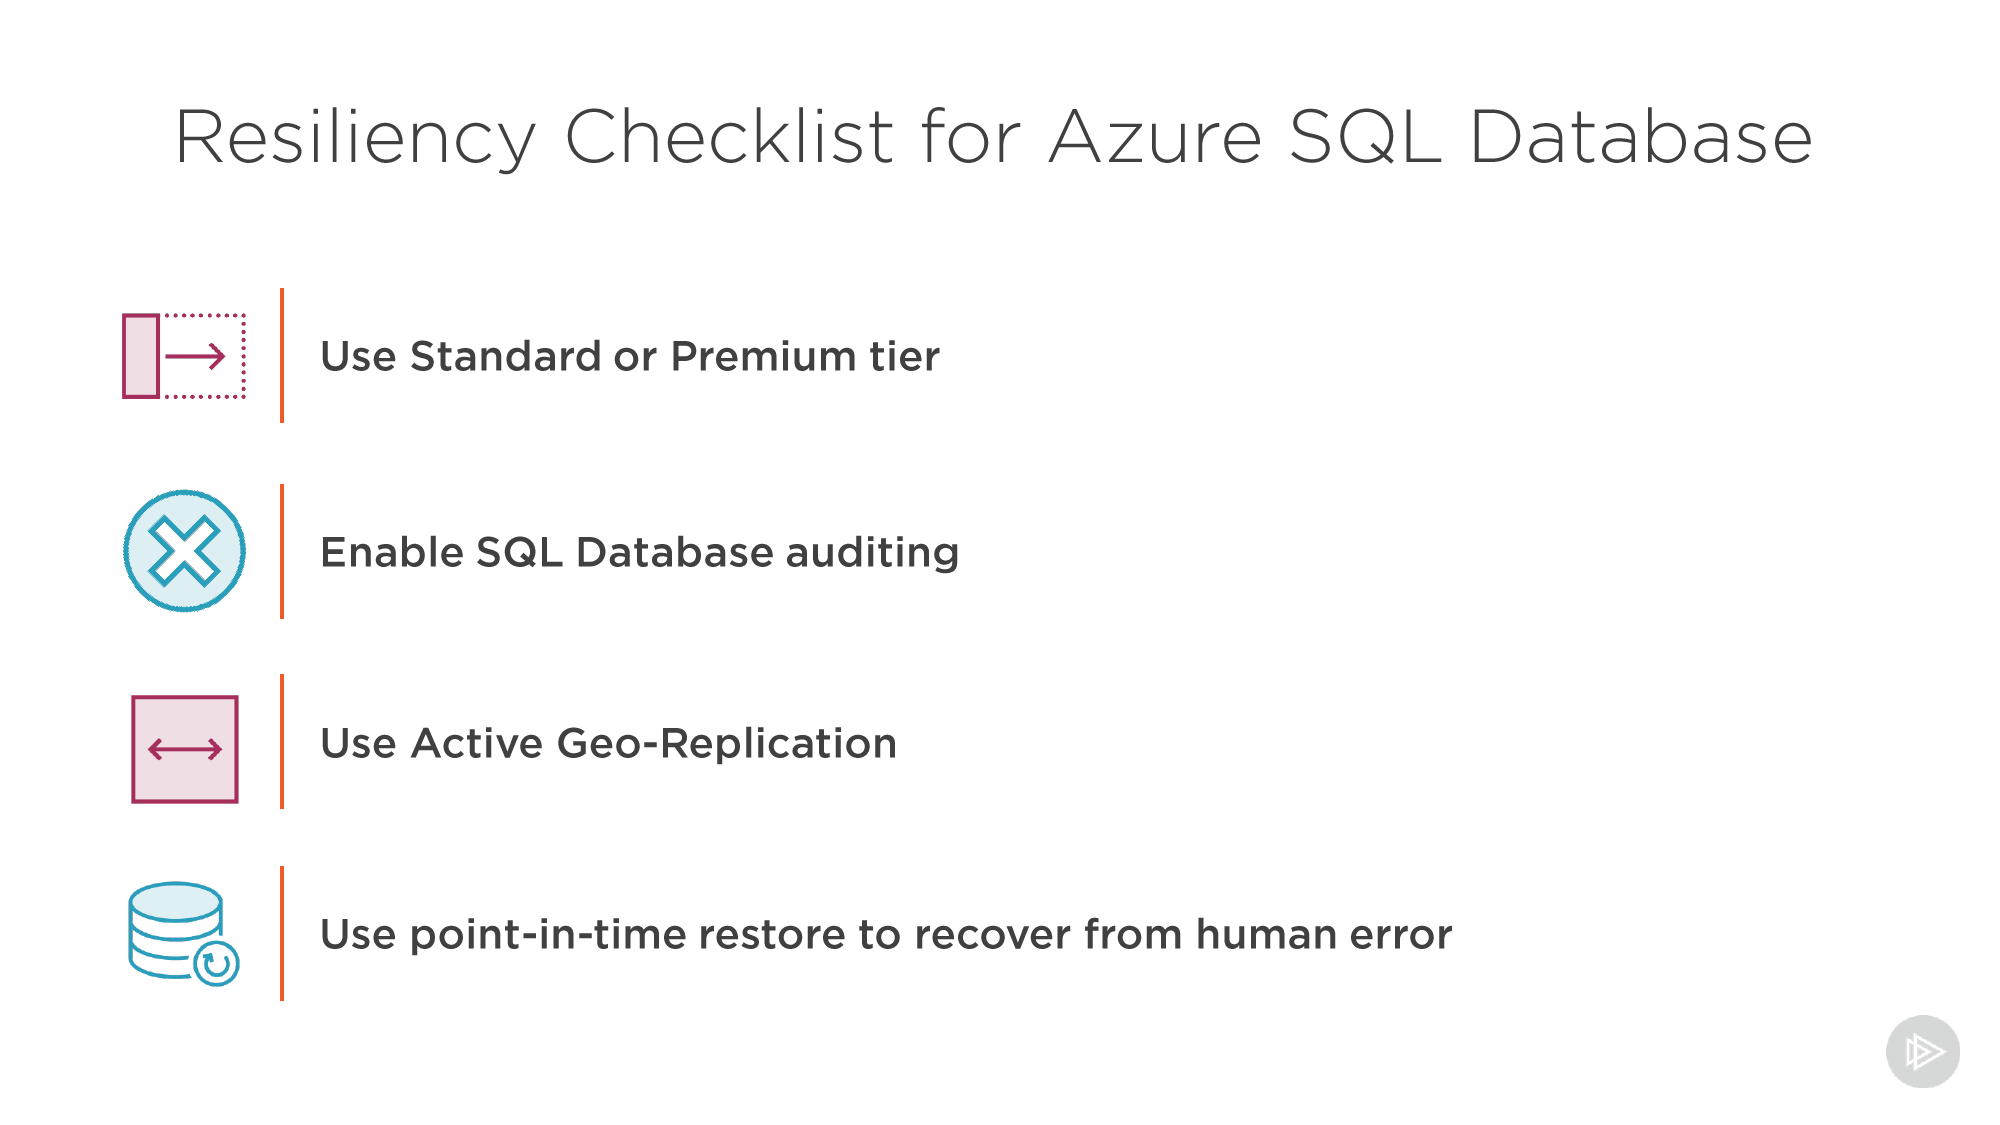 Resiliency Checklist for Azure SQL Database
Use Standard or Premium tier
Enable SQL Database auditing
Use Active Geo-Replication
Use point-in-time restore to recover from human error